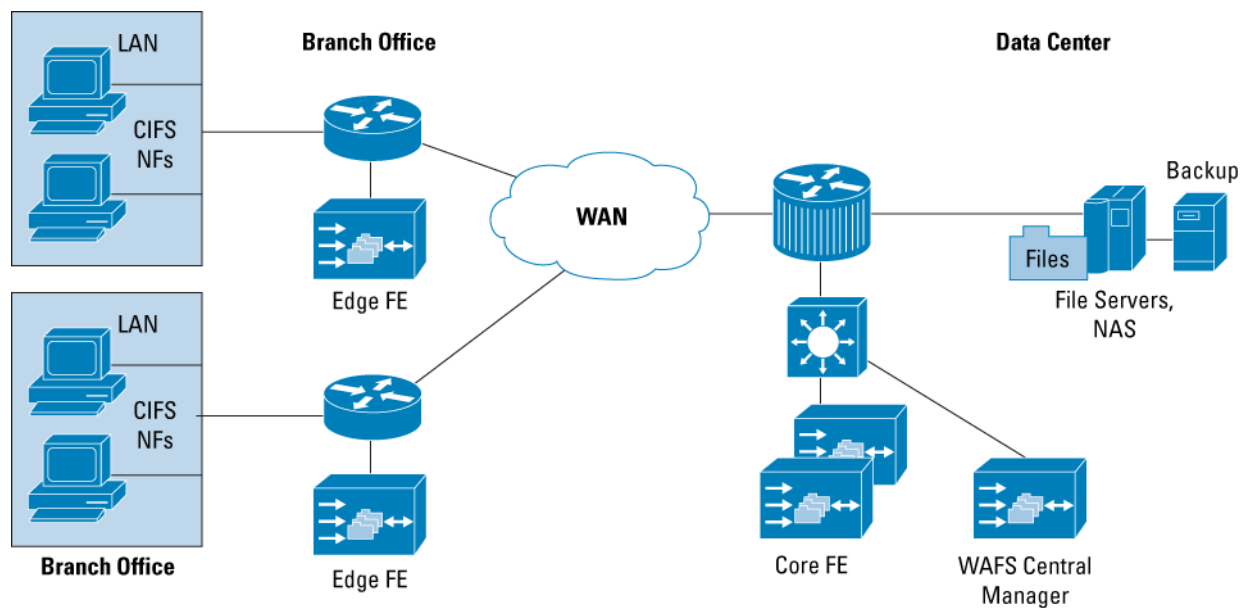 LAN
CIFS
NFs
Branch Office
Edge FE
WAN
Data Center
Backup
Files
File Servers,
NAS
LAN
CIFS
NFs
Branch Office
Edge FE
Core FE
WAFS Central
Manager